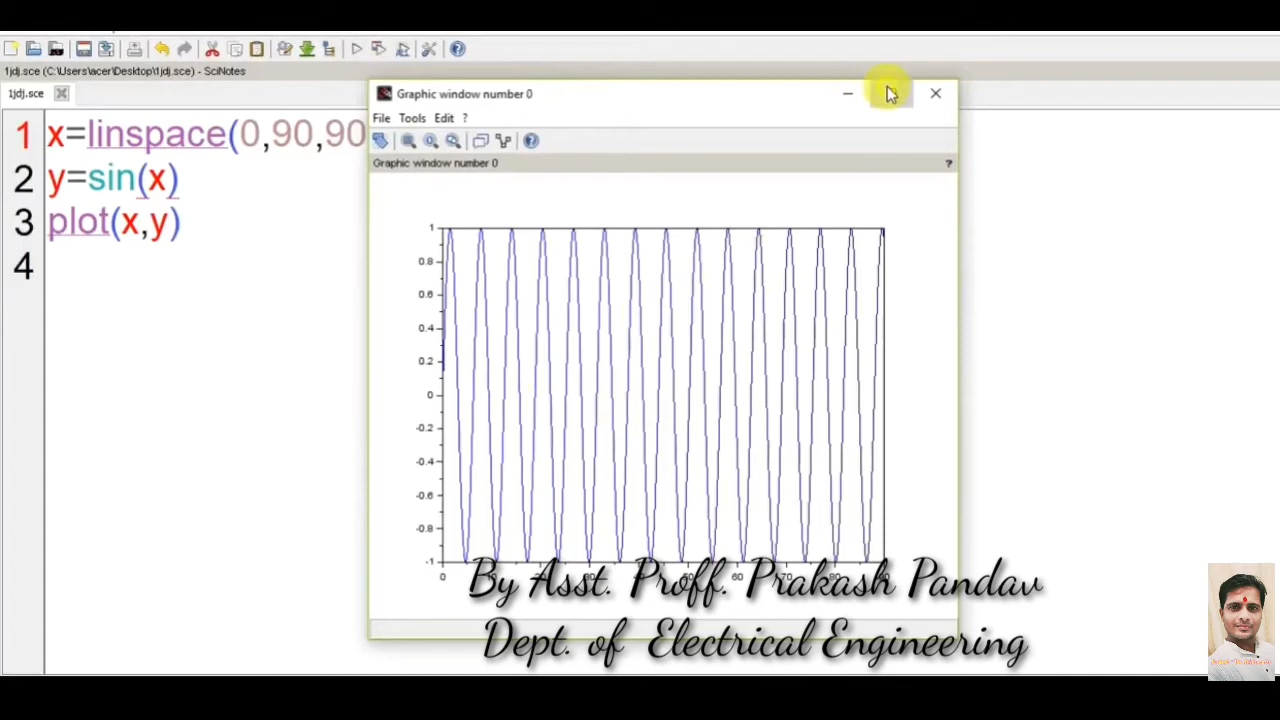 1jdj.sce (C:\Users\acer\Desktop\1jdj.sce) - SciNotes
1jdj.sce
1 x=linspace(0,90,90
2 y=sin(x)
3 plot(x,y)
4
Graphic window number 0
File Tools Edit ?
Graphic window number 0 ?
1
0.8
0.6
0.4
0.2
0
-0.2
-0.4
-0.6
-0.8
-1
0 60
By Asst. Proff. Prakash Pandav
Dept. of Electrical Engineering